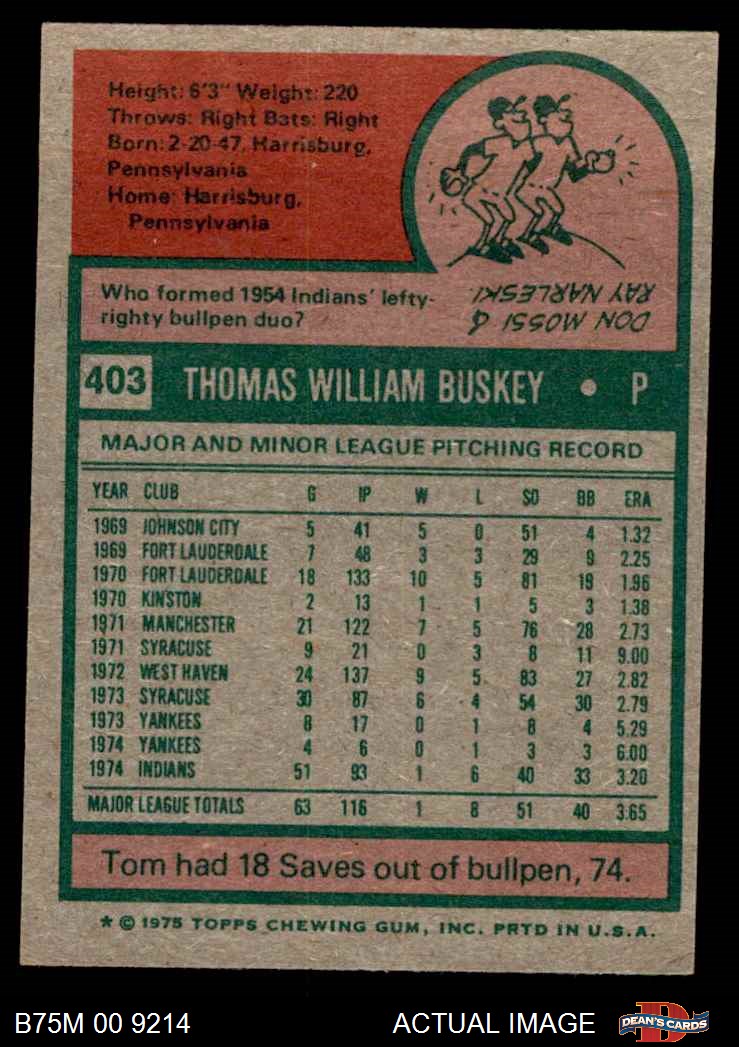 Height: 6'3" Weight: 220
Throws: Right Bats: Right
Born: 2-20-47, Harrisburg,
Pennsylvania
Home: Harrisburg,
Pennsylvania
Who formed 1954 Indians' lefty-
righty bullpen duo?
DON MOSSI &
RAY NARLESKI.
403 THOMAS WILLIAM BUSKEY • P
MAJOR AND MINOR LEAGUE PITCHING RECORD
YEAR CLUB G IP W L SO BB ERA
1969 JOHNSON CITY 5 41 5 0 51 4 1.32
1969 FORT LAUDERDALE 7 48 3 3 29 9 2.25
1970 FORT LAUDERDALE 18 133 10 5 81 19 1.96
1970 KINSTON 2 13 1 1 5 3 1.38
1971 MANCHESTER 21 122 7 5 76 28 2.73
1971 SYRACUSE 9 21 0 3 8 11 9.00
1972 WEST HAVEN 24 137 9 5 83 27 2.82
1973 SYRACUSE 30 87 6 4 54 30 2.79
1973 YANKEES 8 17 0 1 8 4 5.29
1974 YANKEES 4 6 0 1 3 3 6.00
1974 INDIANS 51 93 1 6 40 33 3.20
MAJOR LEAGUE TOTALS 63 116 1 8 51 40 3.65
Tom had 18 Saves out of bullpen, 74.
* © 1975 TOPPS CHEWING GUM, INC. PRTD IN U.S.A.
B75M 00 9214 ACTUAL IMAGE DEAN'S CARDS